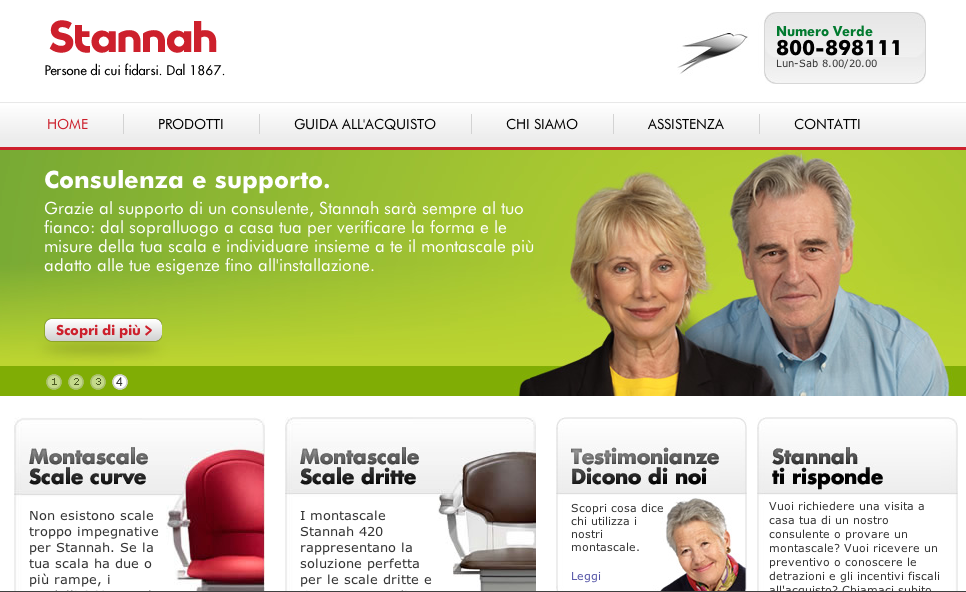 Stannah
Persone di cui fidarsi. Dal 1867.
Numero Verde
800-898111
Lun-Sab 8.00/20.00
HOME
PRODOTTI
GUIDA ALL'ACQUISTO
CHI SIAMO
ASSISTENZA
CONTATTI
Consulenza e supporto.
Grazie al supporto di un consulente, Stannah sarà sempre al tuo
fianco: dal sopralluogo a casa tua per verificare la forma e le
misure della tua scala e individuare insieme a te il montascale più
adatto alle tue esigenze fino all'installazione.
Scopri di più >
1 2 3 4
Montascale
Scale curve
Non esistono scale
troppo impegnative
per Stannah. Se la
tua scala ha due o
più rampe, i
Montascale
Scale dritte
I montascale
Stannah 420
rappresentano la
soluzione perfetta
per le scale dritte e
Testimonianze
Dicono di noi
Scopri cosa dice
chi utilizza i
nostri
montascale.
Leggi
Stannah
ti risponde
Vuoi richiedere una visita a
casa tua di un nostro
consulente o provare un
montascale? Vuoi ricevere un
preventivo o conoscere le
detrazioni e gli incentivi fiscali
all'acquisto? Chiamaci subito